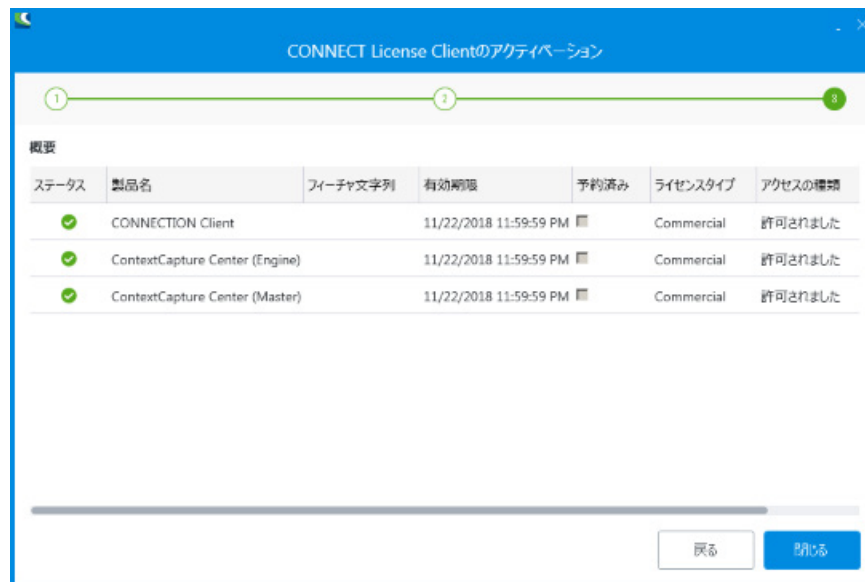 CONNECT License Clientのアクティベーション
1 2 3
概要
ステータス 製品名 フィーチャ文字列 有効期限 予約済み ライセンスタイプ アクセスの種類
CONNECTION Client 11/22/2018 11:59:59 PM Commercial 許可されました
ContextCapture Center (Engine) 11/22/2018 11:59:59 PM Commercial 許可されました
ContextCapture Center (Master) 11/22/2018 11:59:59 PM Commercial 許可されました
戻る 閉じる